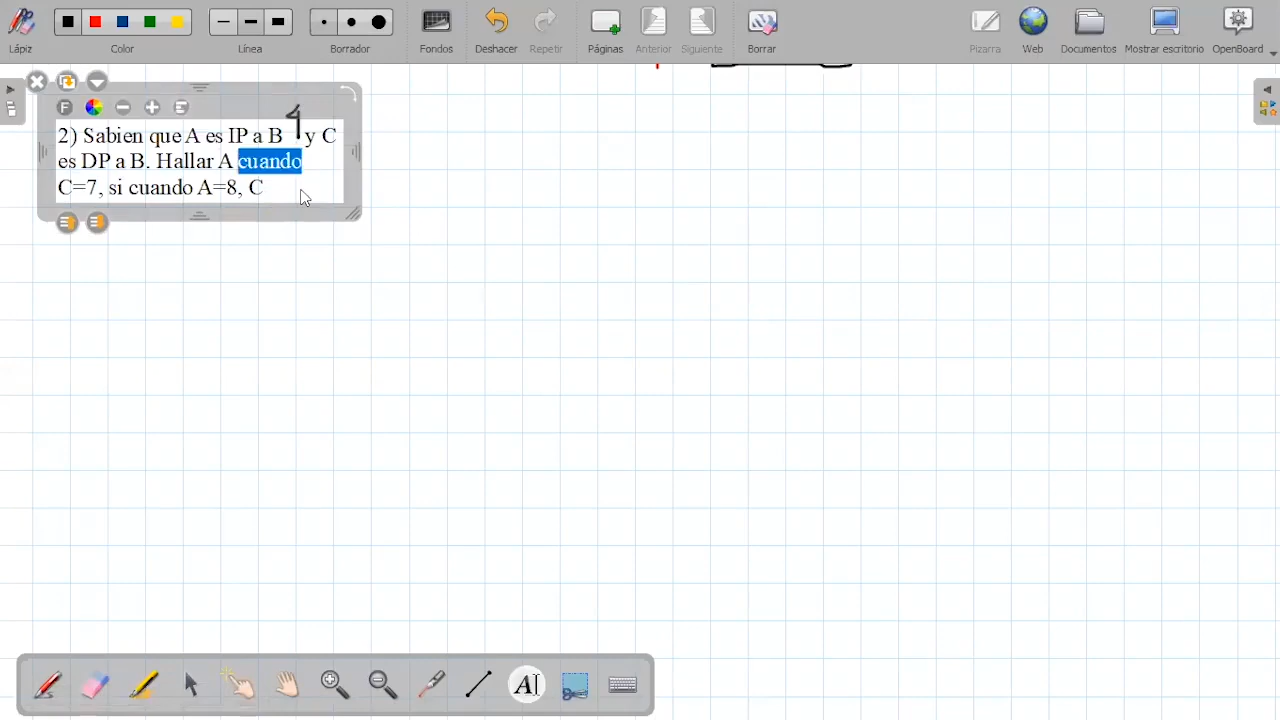 Lápiz
Color
Línea
Borrador
Fondos
Deshacer
Repetir
Páginas
Anterior
Siguiente
Borrar
Pizarra
Web
Documentos
Mostrar escritorio
OpenBoard
F
2) Sabien que A es IP a B y C
es DP a B. Hallar A cuando
C=7, si cuando A=8, C
A